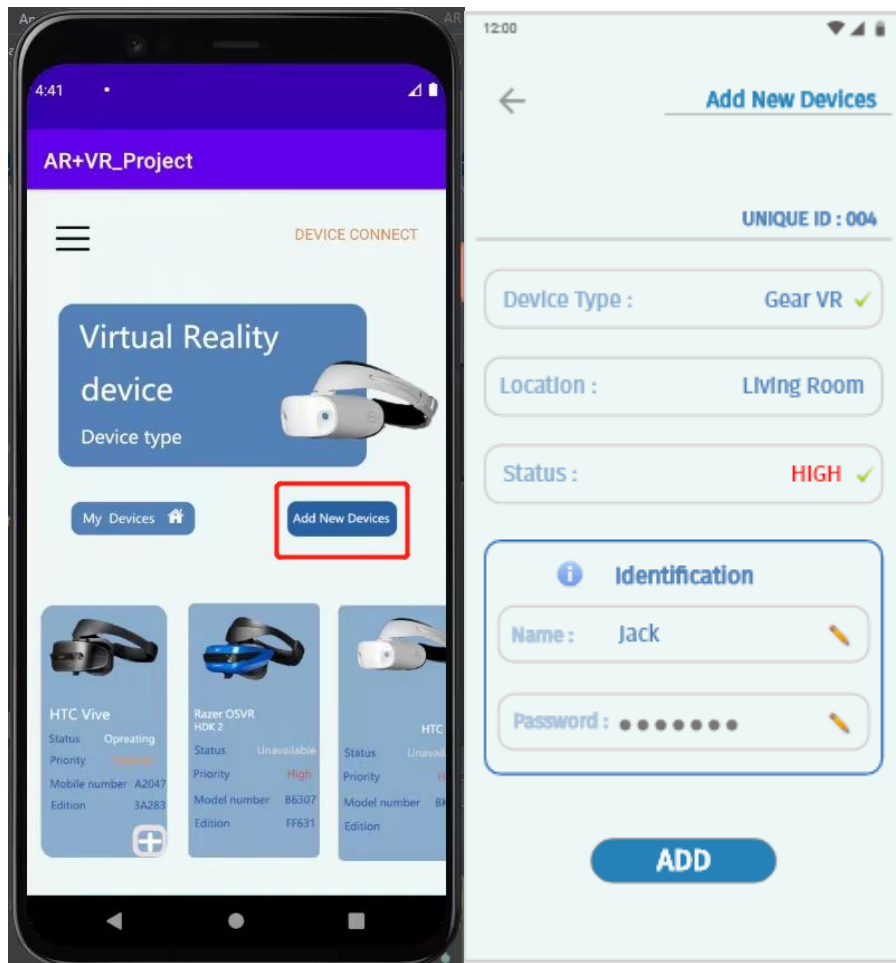 4:41
AR+VR_Project
DEVICE CONNECT
Virtual Reality
device
Device type
My Devices
Add New Devices
HTC Vive
Status Opreating
Priority
Mobile number A2047
Edition 3A283
Razer OSVR
HDK 2
Status Unavailable
Priority High
Model number B6307
Edition FF631
HTC
Status Unavail
Priority H
Model number
Edition
12:00
Add New Devices
UNIQUE ID : 004
Device Type : Gear VR
Location : Living Room
Status : HIGH
Identification
Name : Jack
Password :
ADD